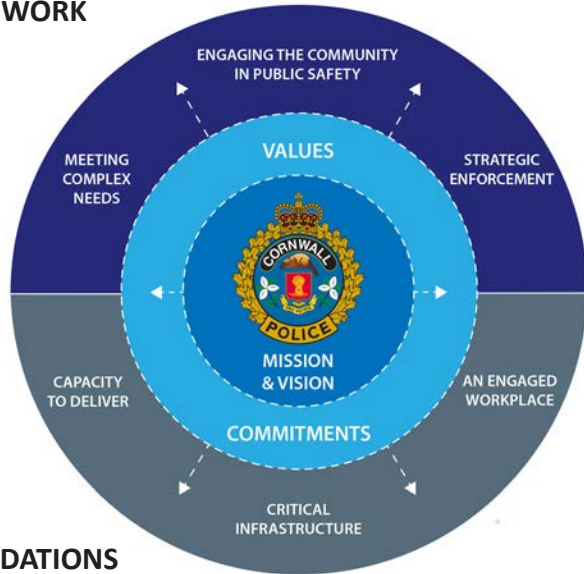 WORK
ENGAGING THE COMMUNITY
IN PUBLIC SAFETY
MEETING
COMPLEX
NEEDS
VALUES
STRATEGIC
ENFORCEMENT
CORNWALL
POLICE
MISSION
& VISION
CAPACITY
TO DELIVER
AN ENGAGED
WORKPLACE
COMMITMENTS
CRITICAL
INFRASTRUCTURE
DATIONS